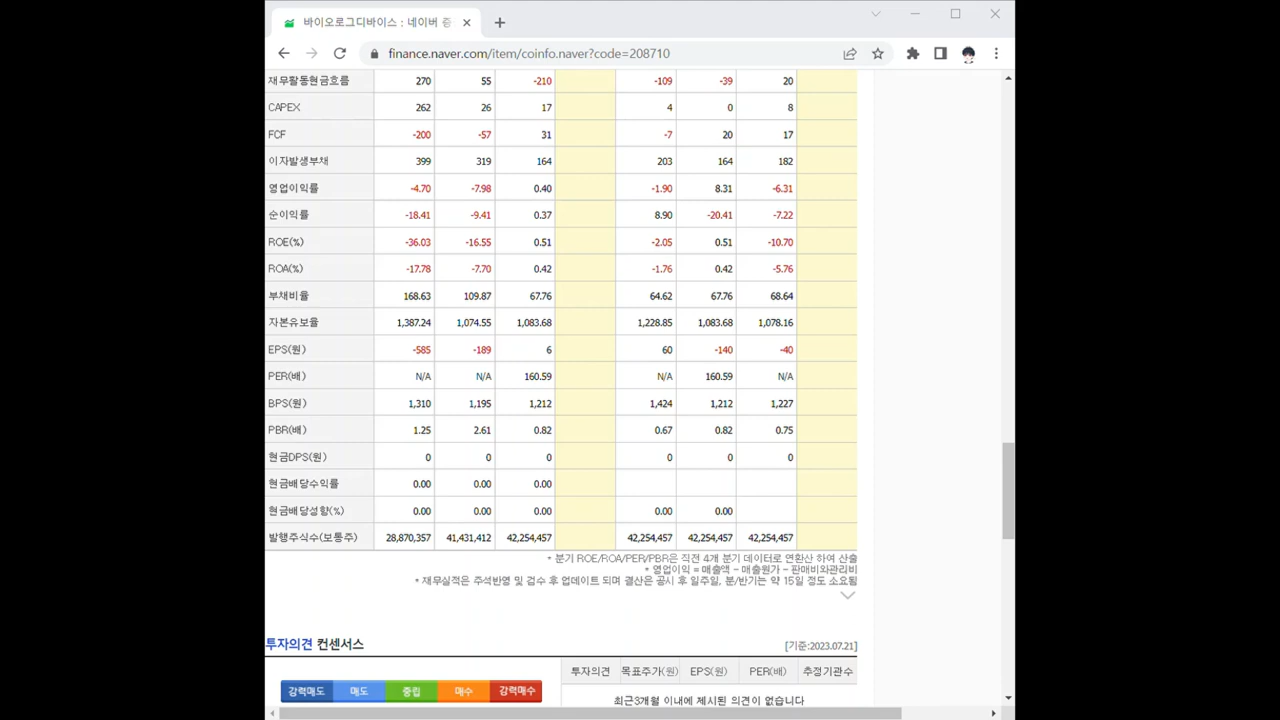 바이오로그디바이스 : 네이버 증
finance.naver.com/item/coinfo.naver?code=208710
재무활동현금흐름 270 55 -210 -109 -39 20
CAPEX 262 26 17 4 0 8
FCF -200 -57 31 -7 20 17
이자발생부채 399 319 164 203 164 182
영업이익률 -4.70 -7.98 0.40 -1.90 8.31 -6.31
순이익률 -18.41 -9.41 0.37 8.90 -20.41 -7.22
ROE(%) -36.03 -16.55 0.51 -2.05 0.51 -10.70
ROA(%) -17.78 -7.70 0.42 -1.76 0.42 -5.76
부채비율 168.63 109.87 67.76 64.62 67.76 68.64
자본유보율 1,387.24 1,074.55 1,083.68 1,228.85 1,083.68 1,078.16
EPS(원) -585 -189 6 60 -140 -40
PER(배) N/A N/A 160.59 N/A 160.59 N/A
BPS(원) 1,310 1,195 1,212 1,424 1,212 1,227
PBR(배) 1.25 2.61 0.82 0.67 0.82 0.75
현금DPS(원) 0 0 0 0 0 0
현금배당수익률 0.00 0.00 0.00
현금배당성향(%) 0.00 0.00 0.00 0.00 0.00
발행주식수(보통주) 28,870,357 41,431,412 42,254,457 42,254,457 42,254,457 42,254,457
* 분기 ROE/ROA/PER/PBR은 직전 4개 분기 데이터로 연환산 하여 산출
* 영업이익 = 매출액 - 매출원가 - 판매비와관리비
* 재무실적은 주석반영 및 검수 후 업데이트 되며 결산은 공시 후 일주일, 분/반기는 약 15일 정도 소요됨
투자의견 컨센서스 [기준:2023.07.21]
투자의견 목표주가(원) EPS(원) PER(배) 추정기관수
강력매도 매도 중립 매수 강력매수
최근3개월 이내에 제시된 의견이 없습니다